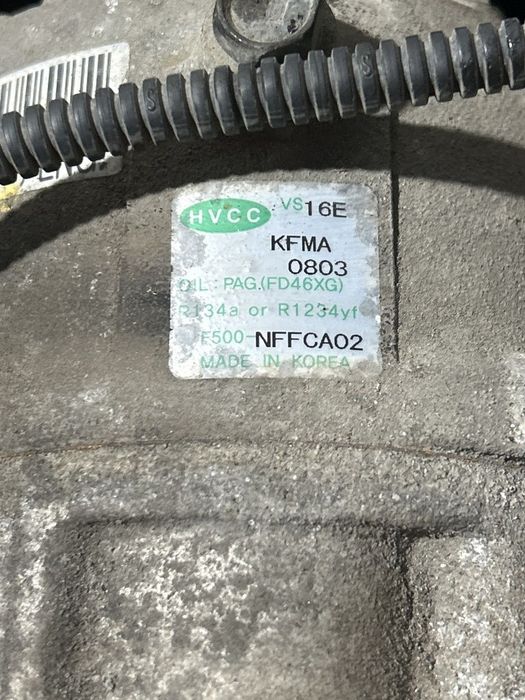 HVCC VS16E
KFMA
0803
OIL: PAG.(FD46XG)
R134a or R1234yf
F500-NFFCA02
MADE IN KOREA